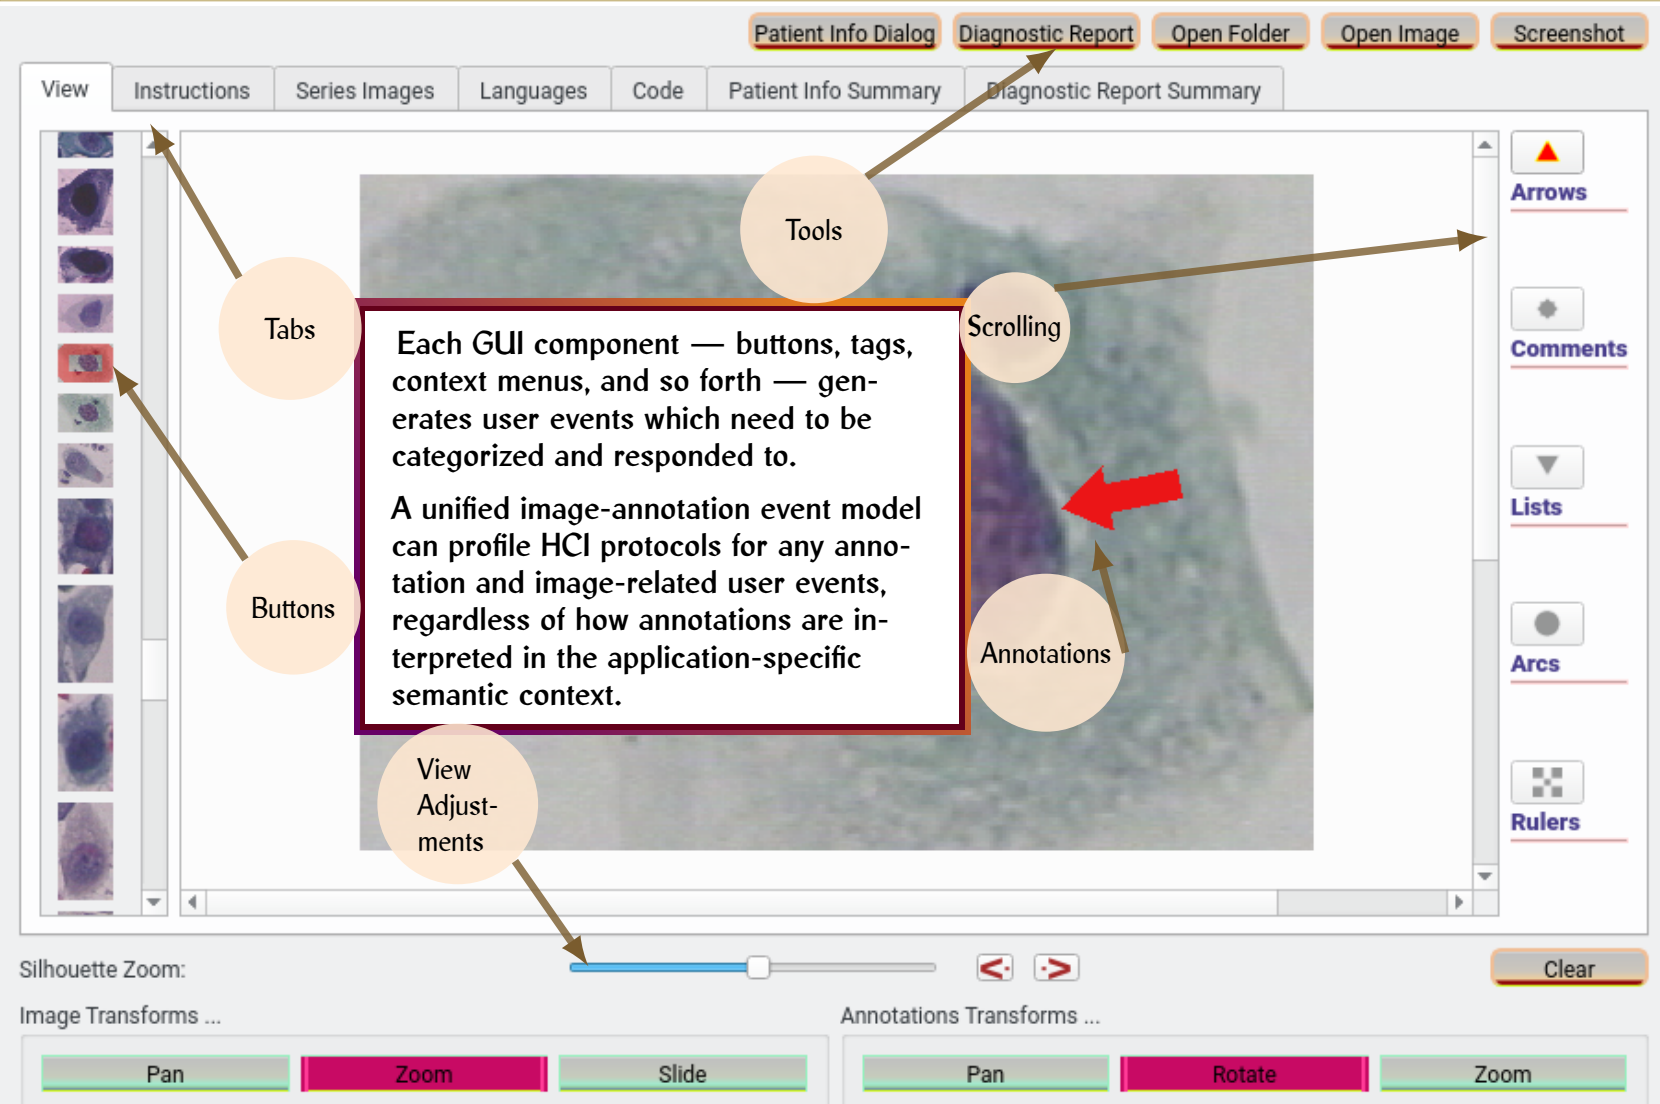 Patient Info Dialog Diagnostic Report Open Folder Open Image Screenshot
View Instructions Series Images Languages Code Patient Info Summary Diagnostic Report Summary
Arrows
Tools
Tabs
Scrolling
Comments
Each GUI component — buttons, tags,
context menus, and so forth — gen-
erates user events which need to be
categorized and responded to.
A unified image-annotation event model
can profile HCI protocols for any anno-
tation and image-related user events,
regardless of how annotations are in-
terpreted in the application-specific
semantic context.
Lists
Buttons
Annotations
Arcs
View
Adjust-
ments
Rulers
Silhouette Zoom:
Clear
Image Transforms ...
Annotations Transforms ...
Pan Zoom Slide
Pan Rotate Zoom